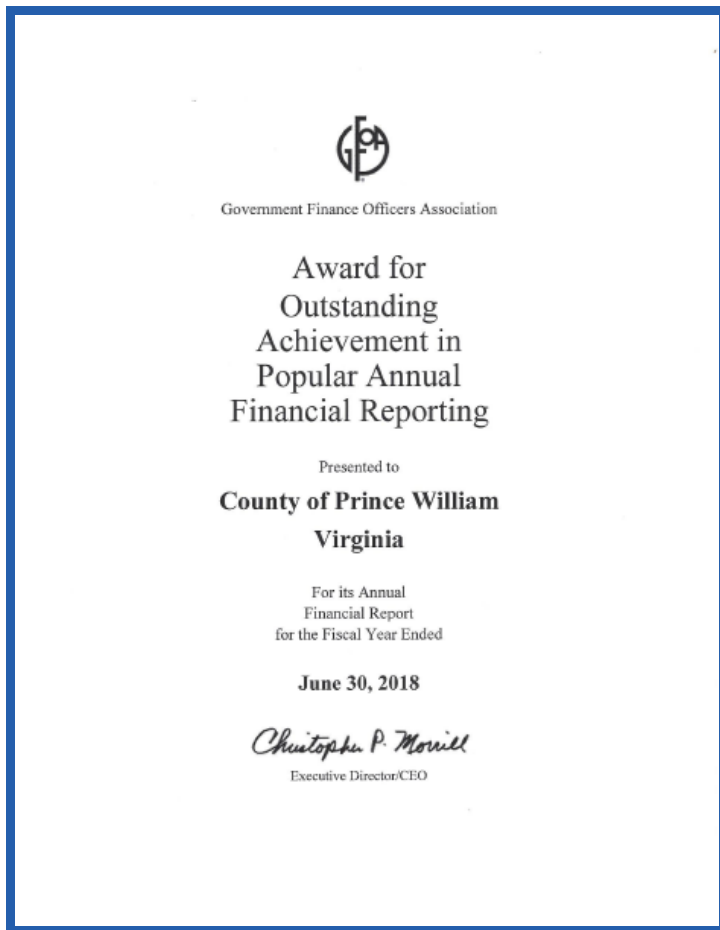 GFOA
Government Finance Officers Association
Award for
Outstanding
Achievement in
Popular Annual
Financial Reporting
Presented to
County of Prince William
Virginia
For its Annual
Financial Report
for the Fiscal Year Ended
June 30, 2018
Christopher P. Morrill
Executive Director/CEO